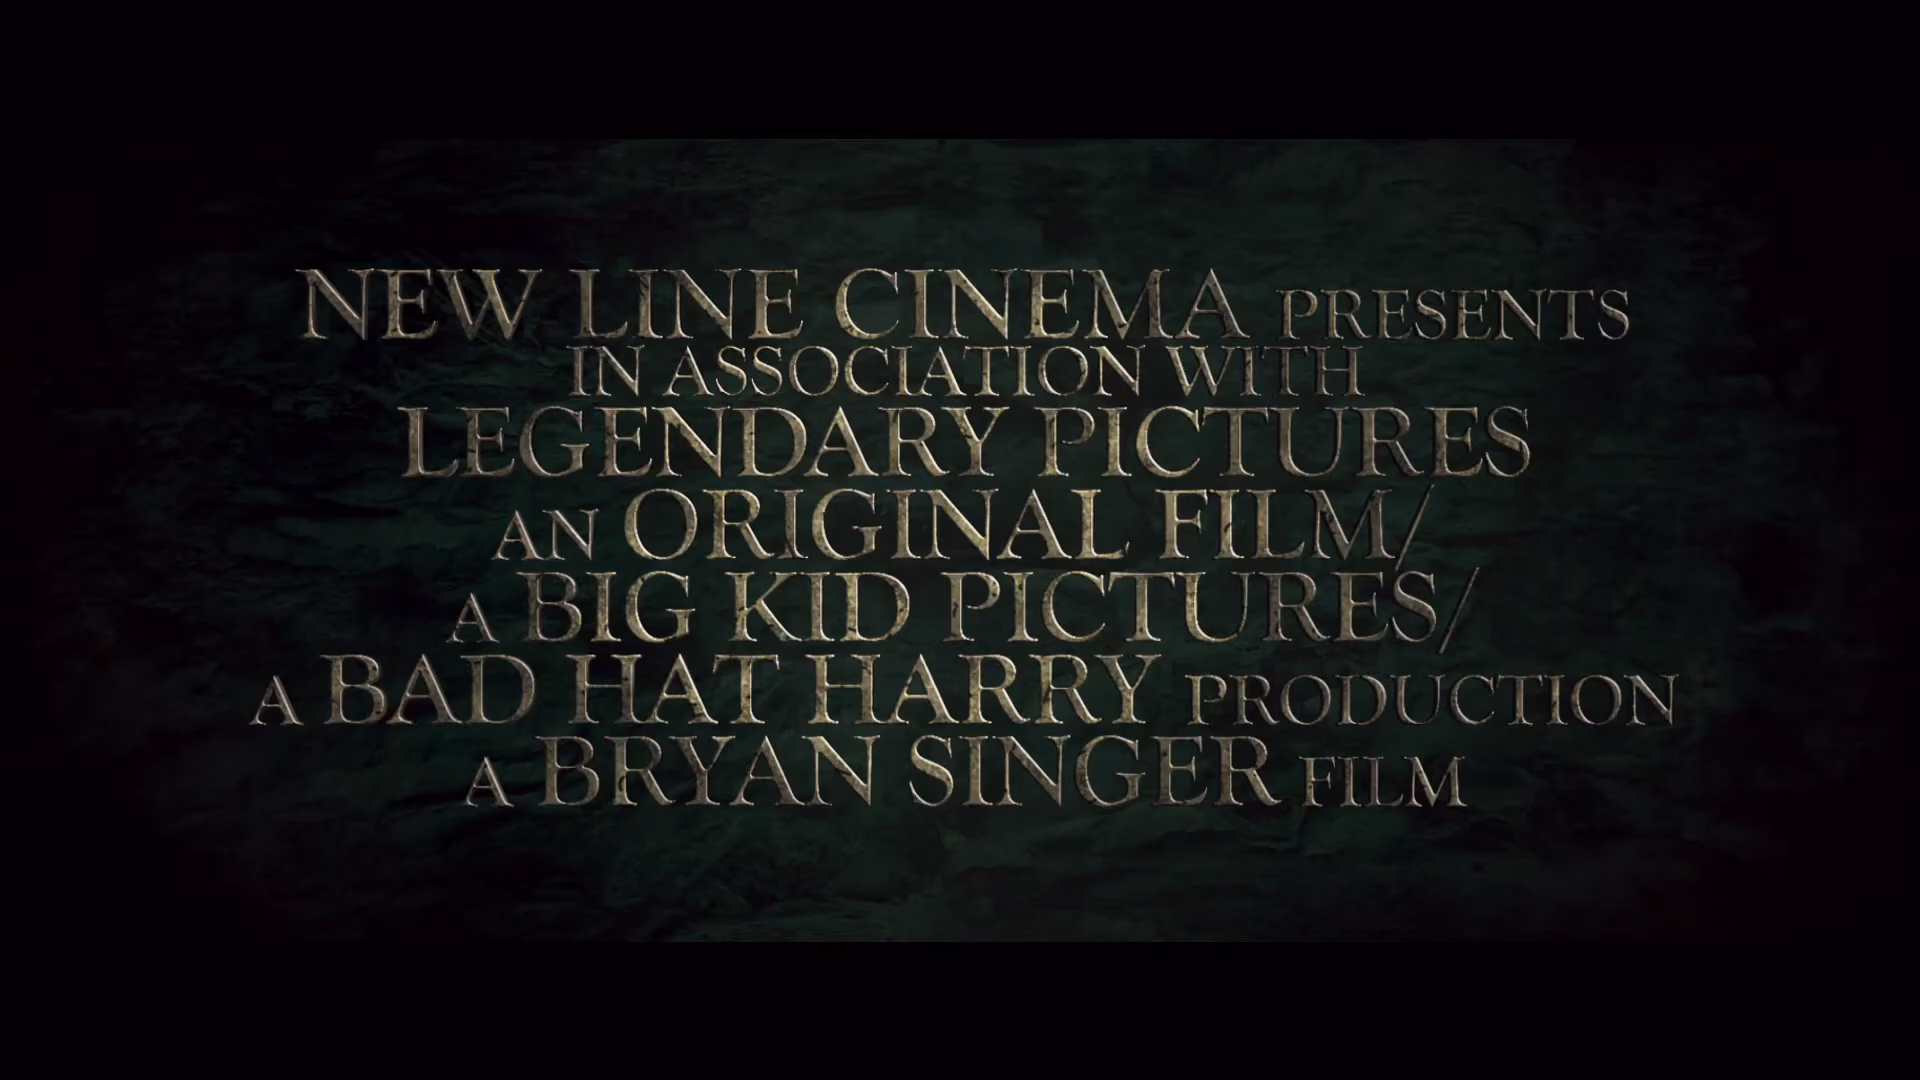 NEW LINE CINEMA PRESENTS
IN ASSOCIATION WITH
LEGENDARY PICTURES
AN ORIGINAL FILM/
A BIG KID PICTURES/
A BAD HAT HARRY PRODUCTION
A BRYAN SINGER FILM